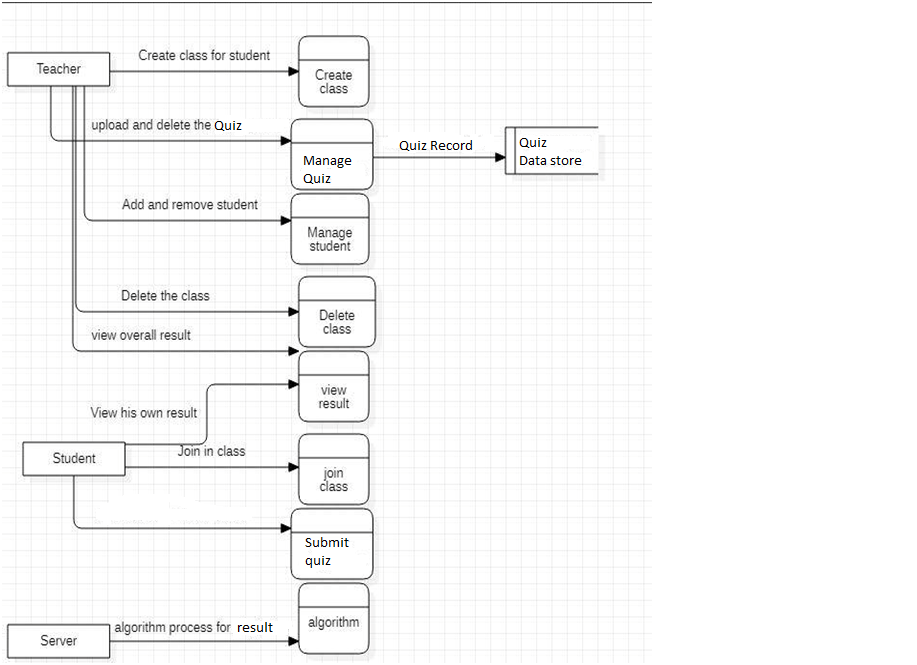 Create class for student
Teacher
Create
class
upload and delete the Quiz
Quiz Record
Quiz
Data store
Manage
Quiz
Add and remove student
Manage
student
Delete the class
Delete
class
view overall result
view
result
View his own result
Join in class
Student
join
class
Submit
quiz
algorithm
algorithm process for result
Server